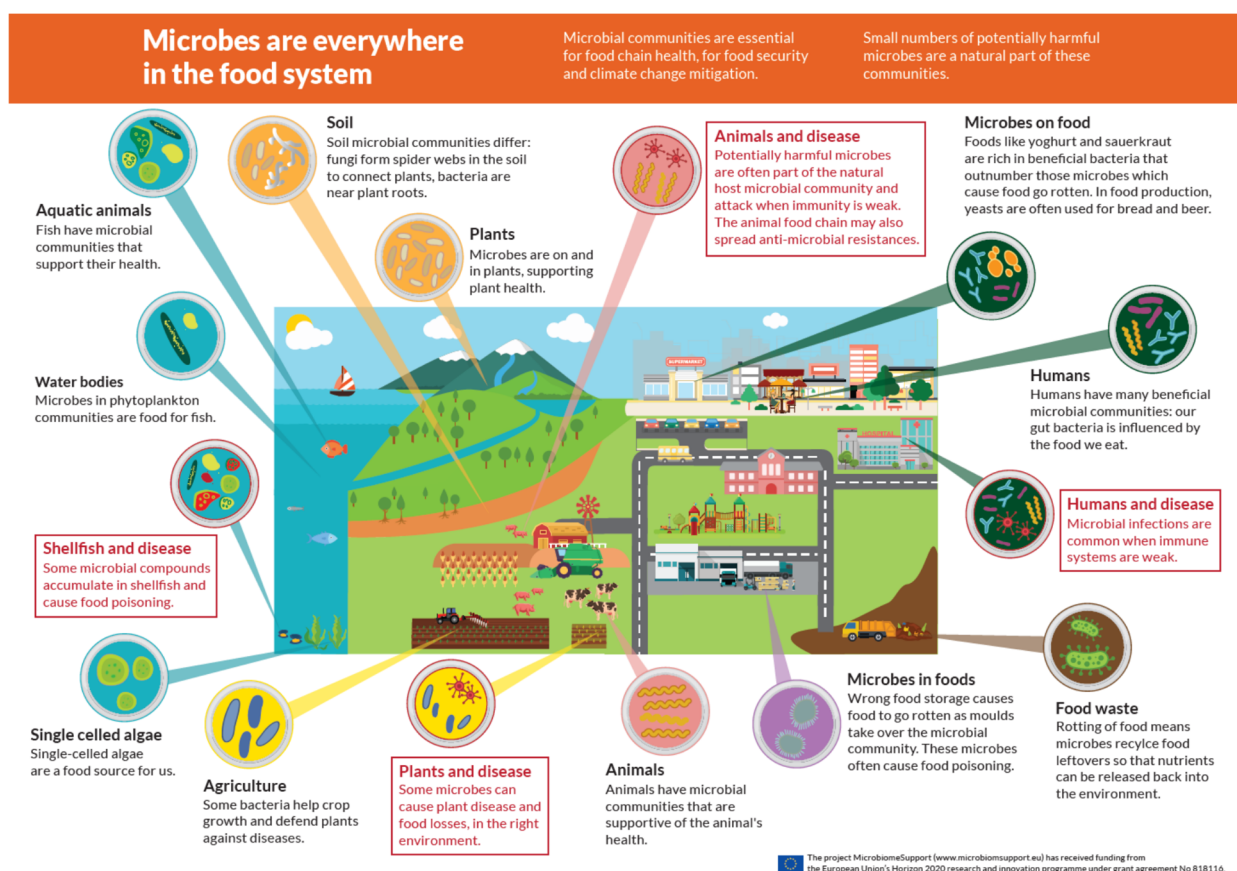 Microbes are everywhere
in the food system
Microbial communities are essential
for food chain health, for food security
and climate change mitigation.
Small numbers of potentially harmful
microbes are a natural part of these
communities.
Soil
Soil microbial communities differ:
fungi form spider webs in the soil
to connect plants, bacteria are
near plant roots.
Animals and disease
Potentially harmful microbes
are often part of the natural
host microbial community and
attack when immunity is weak.
The animal food chain may also
spread anti-microbial resistances.
Microbes on food
Foods like yoghurt and sauerkraut
are rich in beneficial bacteria that
outnumber those microbes which
cause food go rotten. In food production,
yeasts are often used for bread and beer.
Aquatic animals
Fish have microbial
communities that
support their health.
Plants
Microbes are on and
in plants, supporting
plant health.
Water bodies
Microbes in phytoplankton
communities are food for fish.
SUPERMARKET
Humans
Humans have many beneficial
microbial communities: our
gut bacteria is influenced by
the food we eat.
HOSPITAL
Humans and disease
Microbial infections are
common when immune
systems are weak.
Shellfish and disease
Some microbial compounds
accumulate in shellfish and
cause food poisoning.
Single celled algae
Single-celled algae
are a food source for us.
Agriculture
Some bacteria help crop
growth and defend plants
against diseases.
Plants and disease
Some microbes can
cause plant disease and
food losses, in the right
environment.
Animals
Animals have microbial
communities that are
supportive of the animal's
health.
Microbes in foods
Wrong food storage causes
food to go rotten as moulds
take over the microbial
community. These microbes
often cause food poisoning.
Food waste
Rotting of food means
microbes recylce food
leftovers so that nutrients
can be released back into
the environment.
The project MicrobiomeSupport (www.microbiomsupport.eu) has received funding from
the European Union's Horizon 2020 research and innovation programme under grant agreement No 818116.